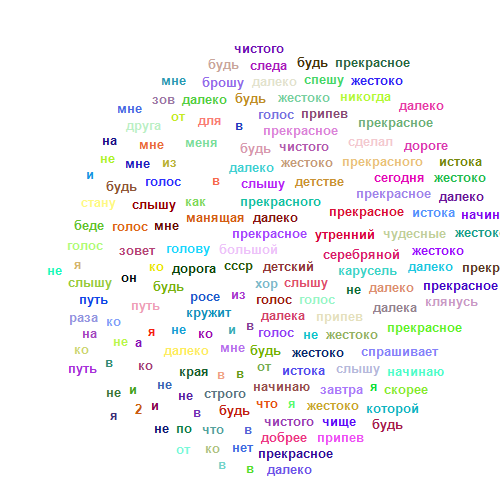 чистого
будь следа будь прекрасное
мне брошу далеко спешу жестоко
зов далеко будь жестоко никогда
мне от для голос припев далеко
друга в прекрасное прекрасное
на мне меня будь чистого сделал дороге
не мне из далеко жестоко прекрасного истока
и будь голос в слышу детстве сегодня жестоко
стану слышу как прекрасного прекрасное далеко
беде голос мне манящая далеко прекрасное истока начин
голос прекрасное утренний чудесные жесток
зовет голову большой серебряной жестоко
не я ко дорога ссср детский карусель далеко прекр
слышу он будь хор слышу не далеко прекрасное
путь путь росе из голос голос далека клянусь
раза ко кружит далека припев
на я не ко и в голос не жестоко прекрасное
ко не а далеко мне будь жестоко спрашивает
путь в ко края в в от истока слышу начинаю
не и не не строго начинаю завтра я скорее
я 2 и в будь что я жестоко которой
не по что в чистого чище будь
от ко нет добрее припев
прекрасное
в в далеко